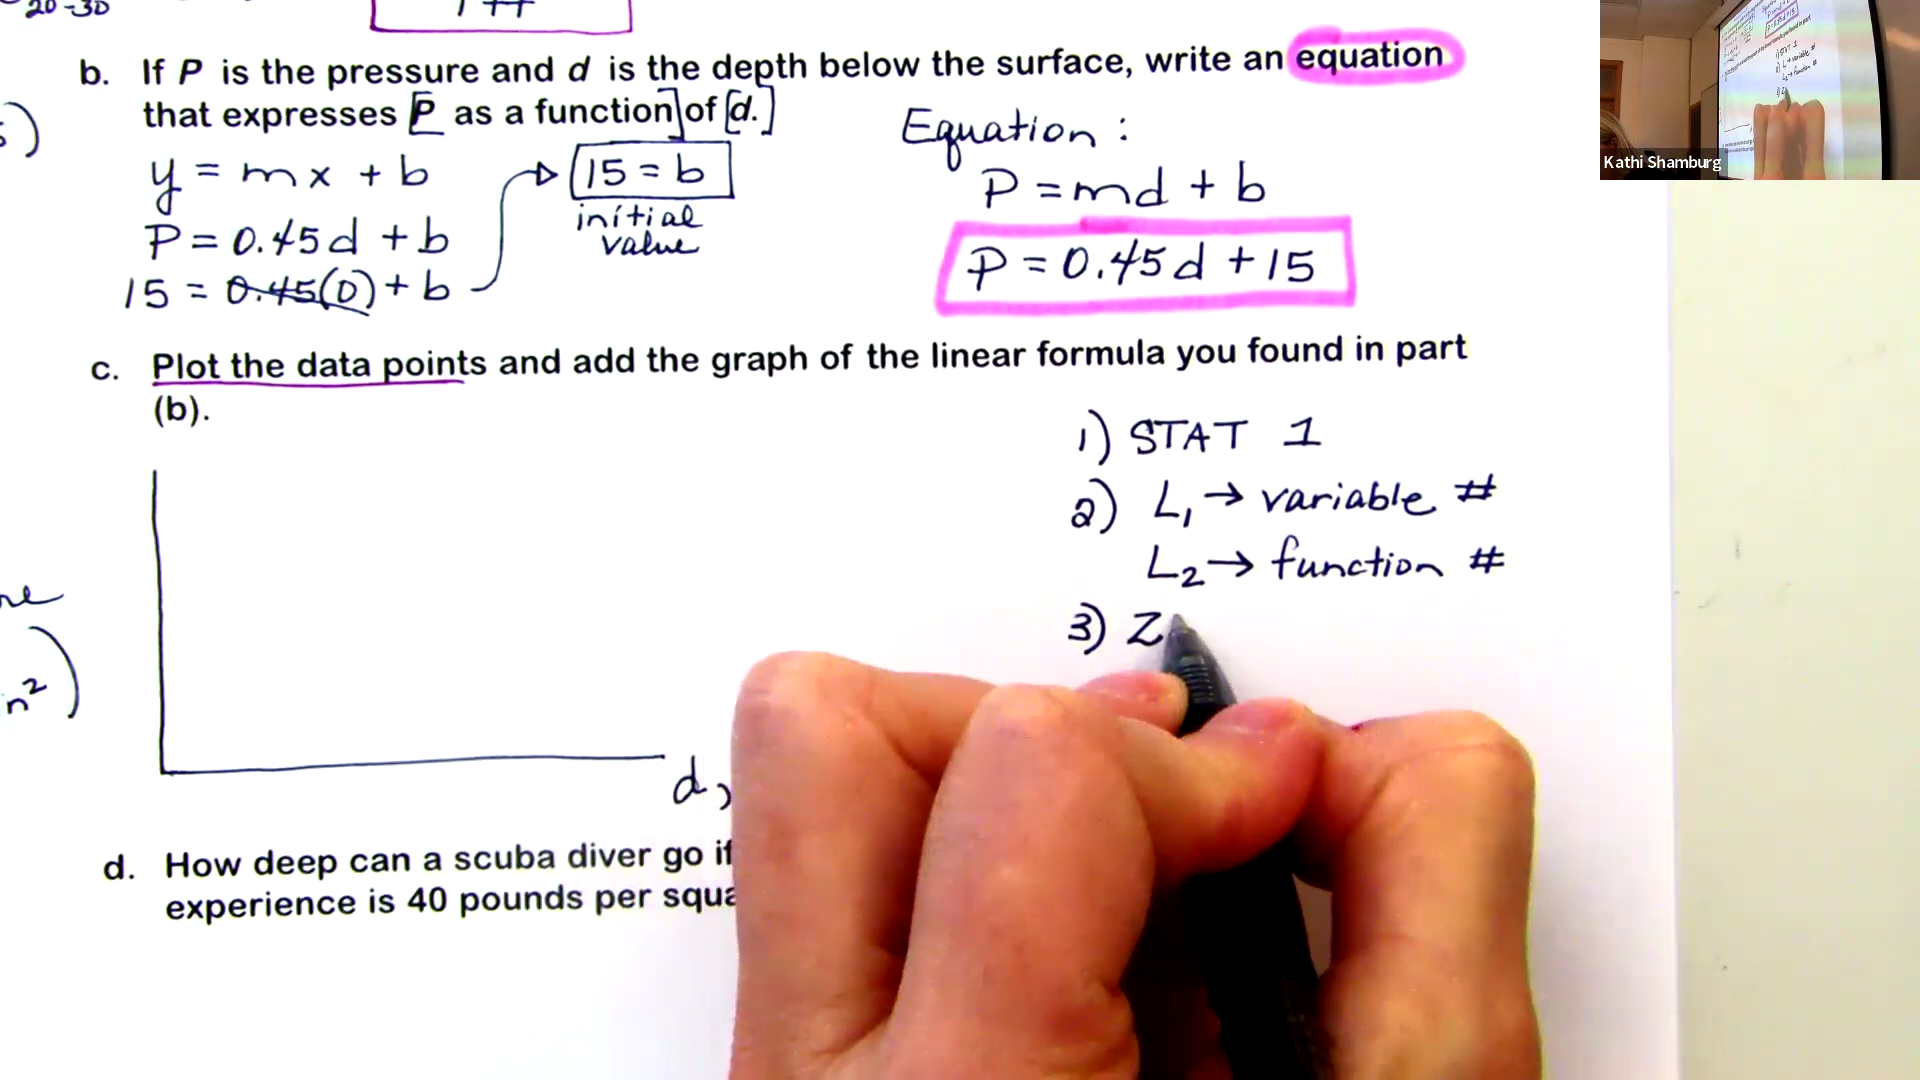 20-30
b. If P is the pressure and d is the depth below the surface, write an equation
that expresses [P as a function] of [d.]
y = mx + b
P = 0.45d + b
15 = 0.45(0) + b
15 = b
initial
value
Equation :
P = md + b
P = 0.45d + 15
c. Plot the data points and add the graph of the linear formula you found in part
(b).
1) STAT 1
2) L1 → variable #
L2 → function #
3) Z
n²)
d,
d. How deep can a scuba diver go if
experience is 40 pounds per squa
Kathi Shamburg